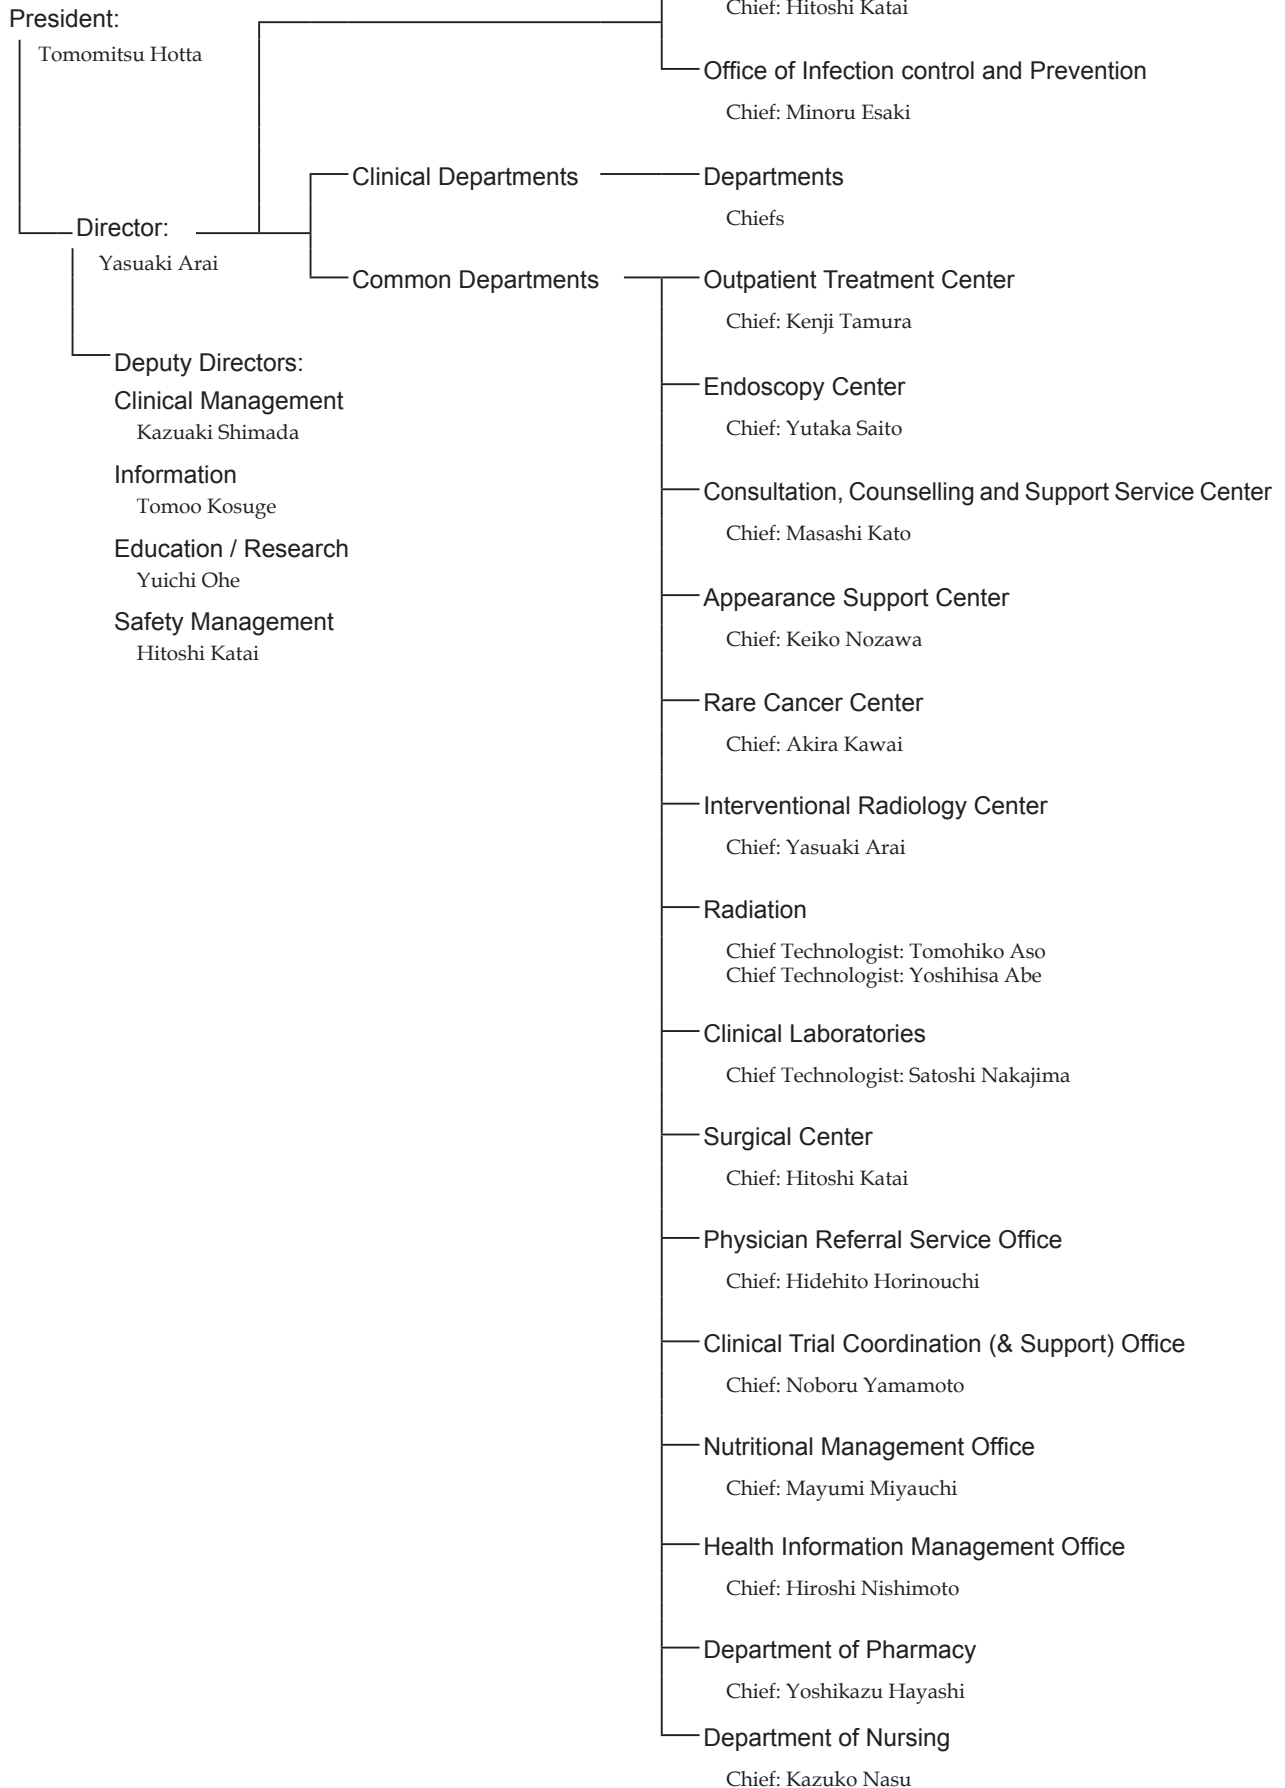 Chief: Hitoshi Katai
President:
Tomomitsu Hotta
Office of Infection control and Prevention
Chief: Minoru Esaki
Clinical Departments
Departments
Chiefs
Director:
Yasuaki Arai
Common Departments
Outpatient Treatment Center
Chief: Kenji Tamura
Deputy Directors:
Clinical Management
Kazuaki Shimada
Information
Tomoo Kosuge
Education / Research
Yuichi Ohe
Safety Management
Hitoshi Katai
Endoscopy Center
Chief: Yutaka Saito
Consultation, Counselling and Support Service Center
Chief: Masashi Kato
Appearance Support Center
Chief: Keiko Nozawa
Rare Cancer Center
Chief: Akira Kawai
Interventional Radiology Center
Chief: Yasuaki Arai
Radiation
Chief Technologist: Tomohiko Aso
Chief Technologist: Yoshihisa Abe
Clinical Laboratories
Chief Technologist: Satoshi Nakajima
Surgical Center
Chief: Hitoshi Katai
Physician Referral Service Office
Chief: Hidehito Horinouchi
Clinical Trial Coordination (& Support) Office
Chief: Noboru Yamamoto
Nutritional Management Office
Chief: Mayumi Miyauchi
Health Information Management Office
Chief: Hiroshi Nishimoto
Department of Pharmacy
Chief: Yoshikazu Hayashi
Department of Nursing
Chief: Kazuko Nasu